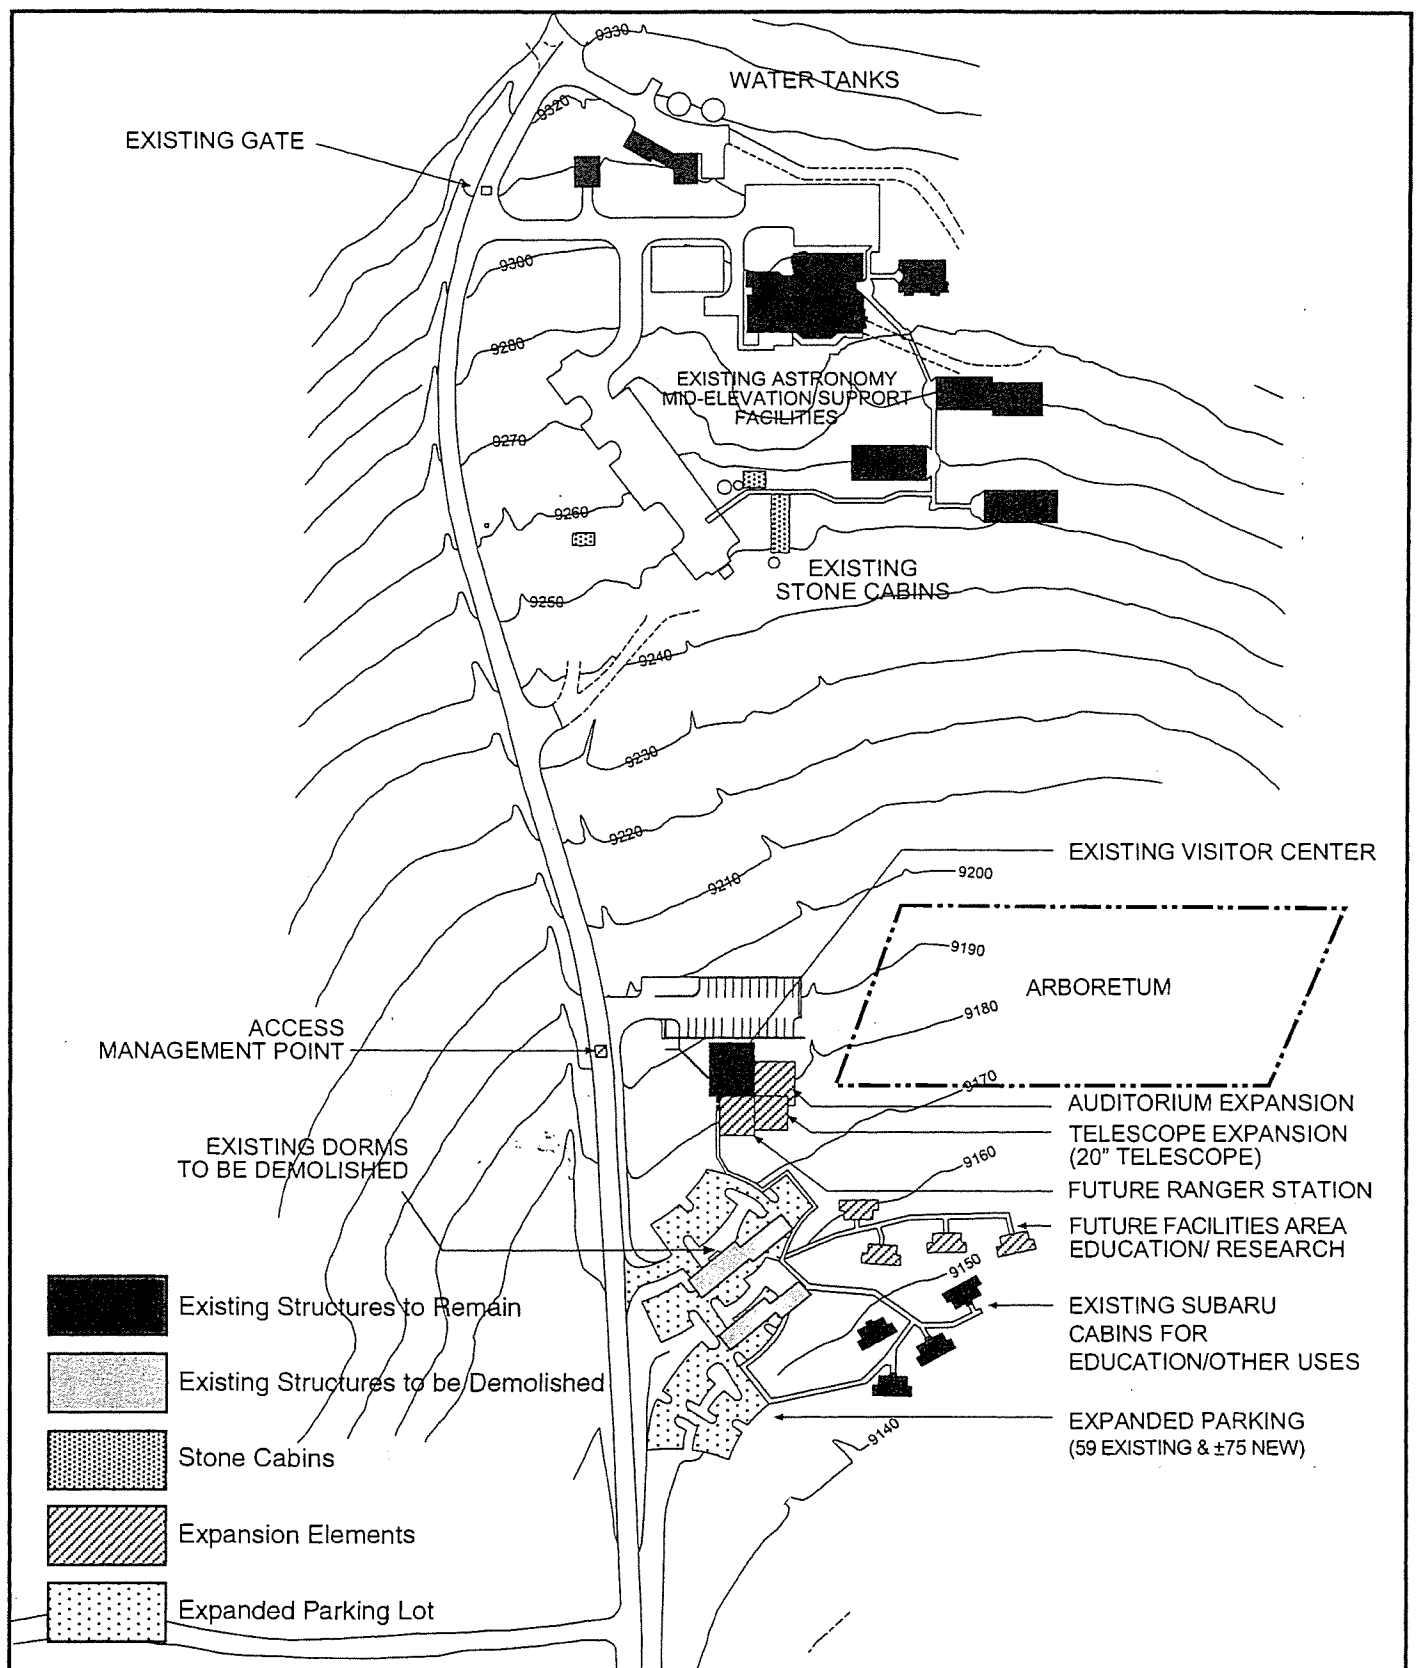 9330
WATER TANKS
9320
EXISTING GATE
9300
9280
EXISTING ASTRONOMY
MID-ELEVATION SUPPORT
FACILITIES
9270
9260
EXISTING
STONE CABINS
9250
9240
9230
9220
EXISTING VISITOR CENTER
9210
9200
9190
ARBORETUM
9180
ACCESS
MANAGEMENT POINT
9170
AUDITORIUM EXPANSION
TELESCOPE EXPANSION
(20" TELESCOPE)
EXISTING DORMS
TO BE DEMOLISHED
9160
FUTURE RANGER STATION
FUTURE FACILITIES AREA
EDUCATION/ RESEARCH
9150
EXISTING SUBARU
CABINS FOR
EDUCATION/OTHER USES
EXPANDED PARKING
(59 EXISTING & ±75 NEW)
9140
Existing Structures to Remain
Existing Structures to be Demolished
Stone Cabins
Expansion Elements
Expanded Parking Lot